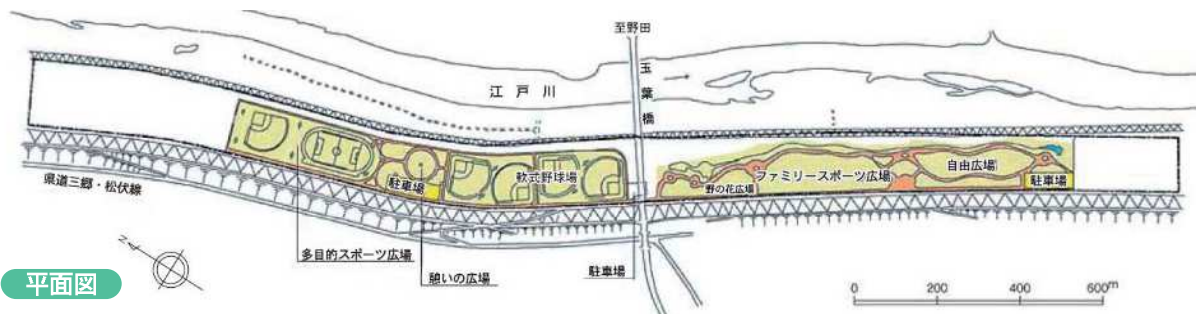 至野田
玉葉橋
江戸川
県道三郷・松伏線
駐車場
軟式野球場
野の花広場
ファミリースポーツ広場
自由広場
駐車場
多目的スポーツ広場
憩いの広場
駐車場
N
平面図
0 200 400 600m